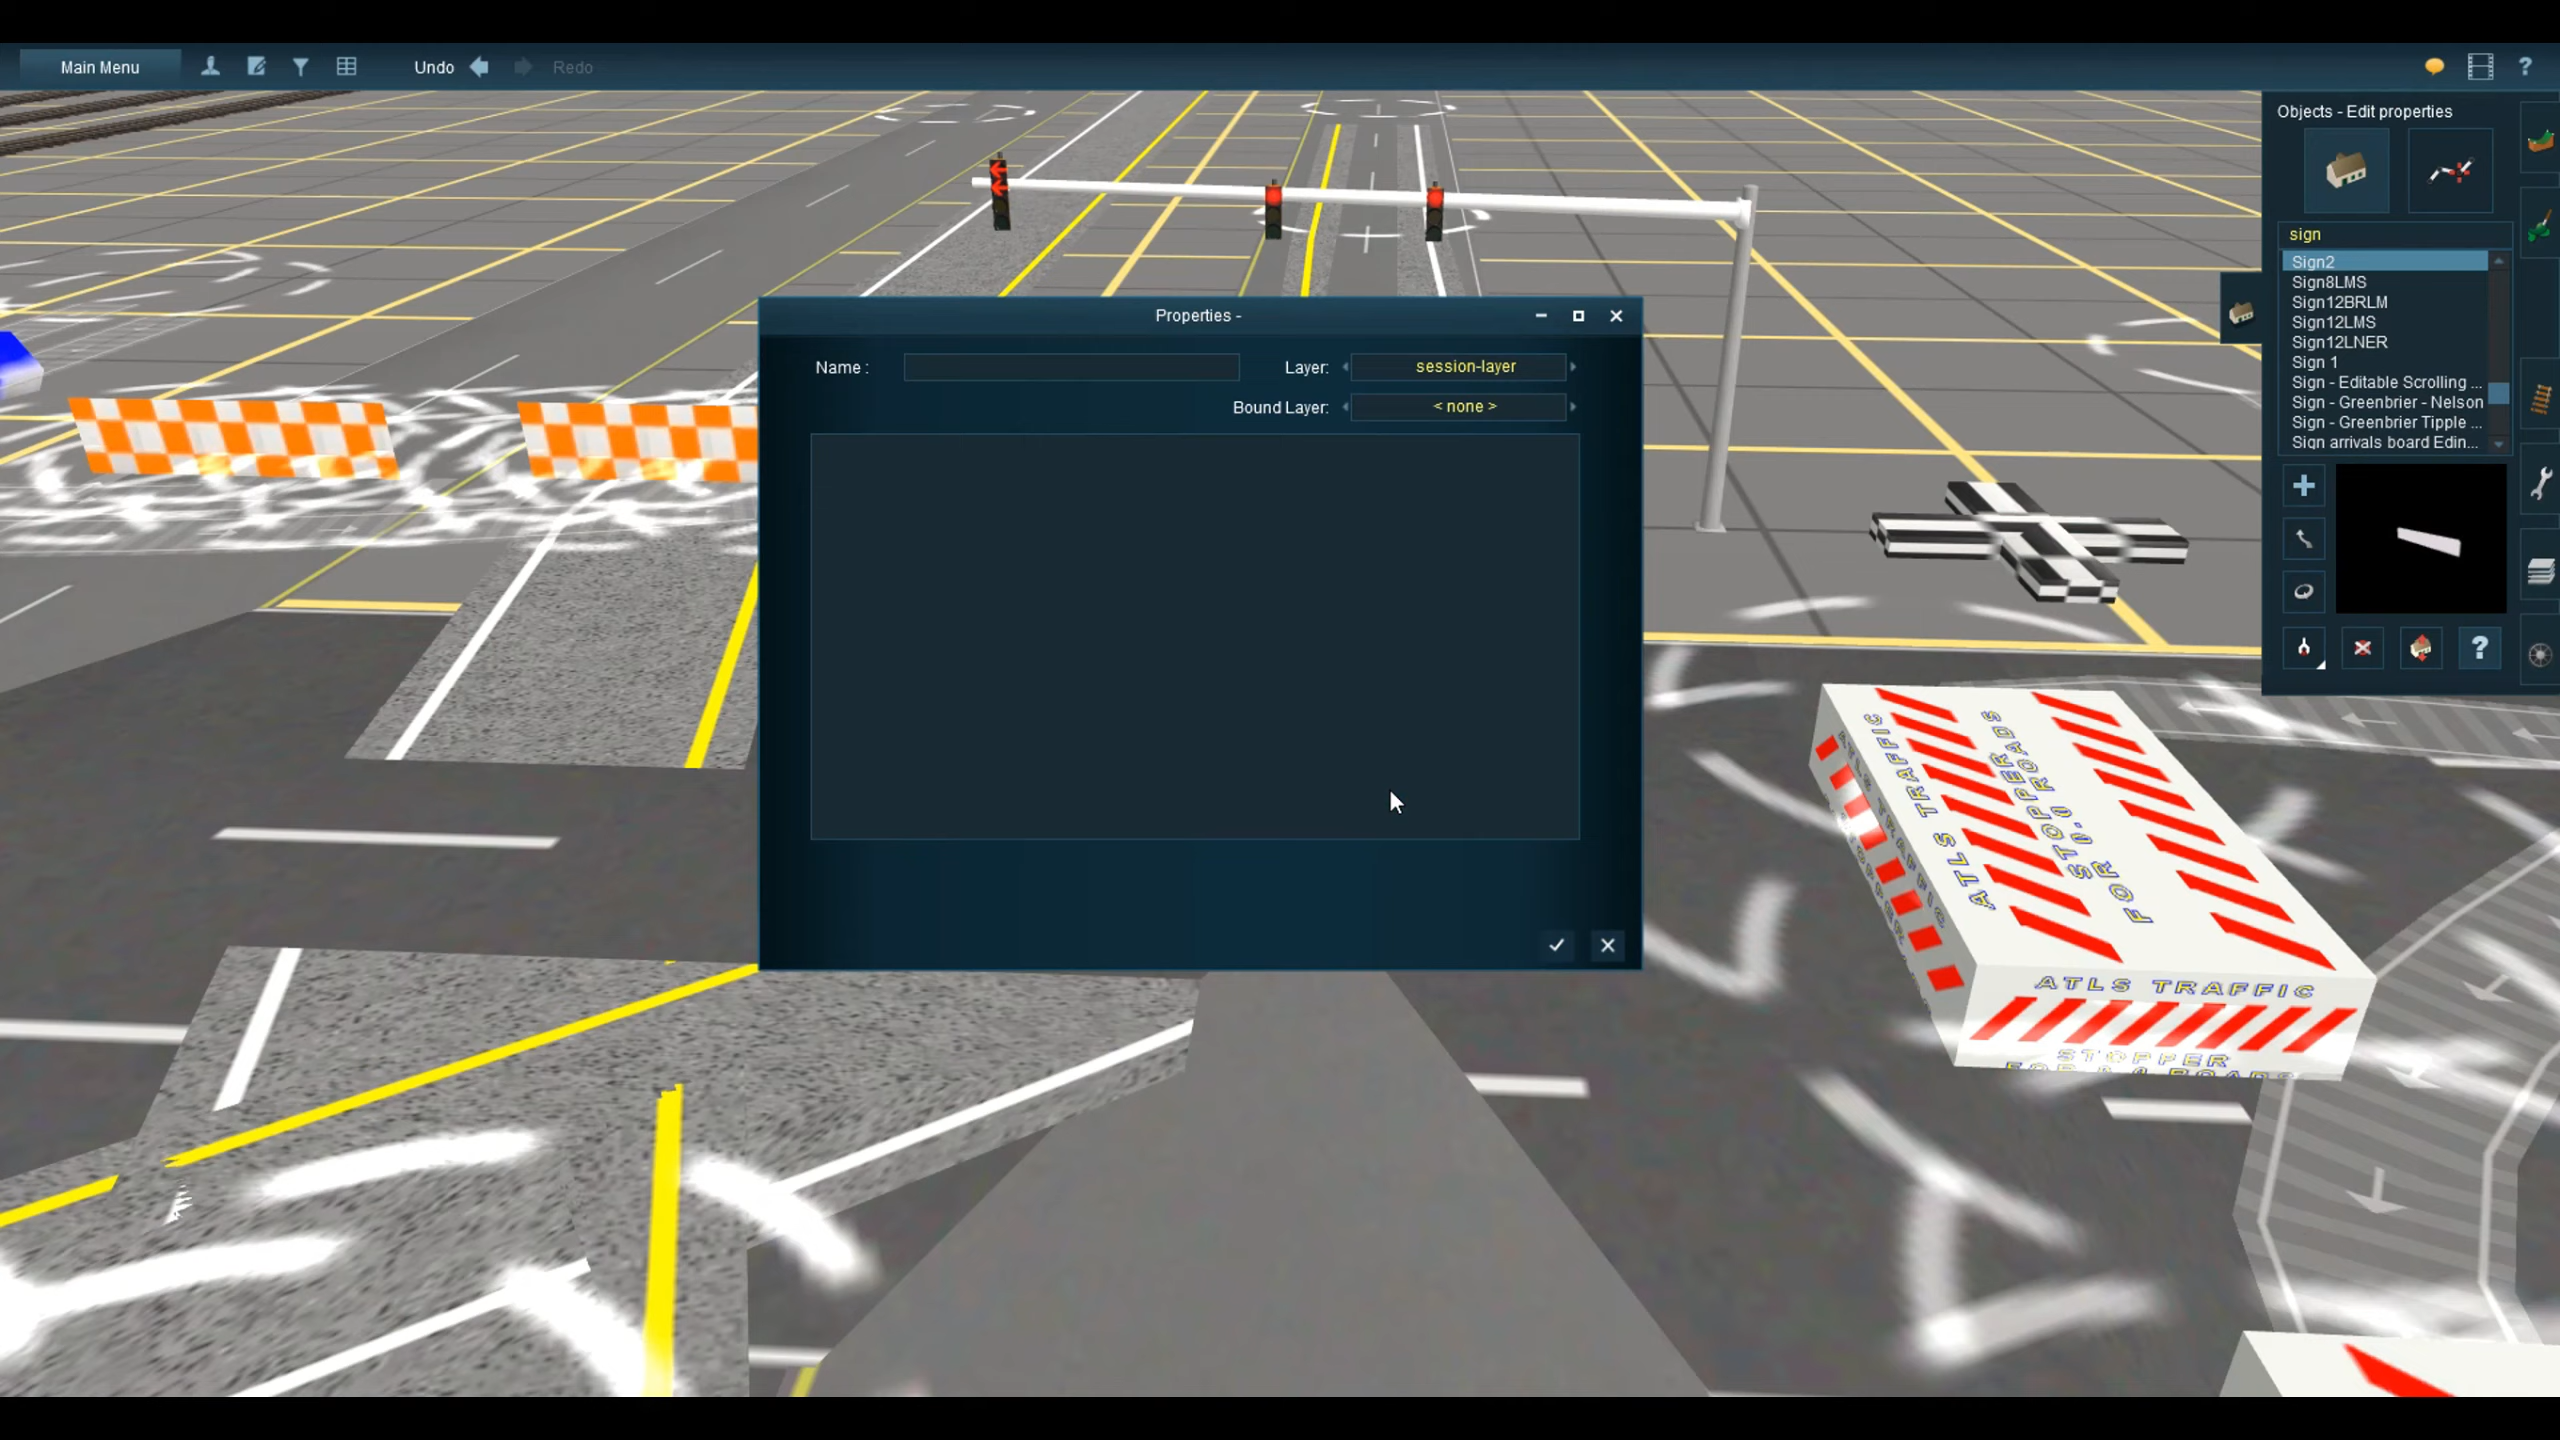 Main Menu
Undo
Redo
?
Objects - Edit properties
sign
Sign2
Sign8LMS
Sign12BRLM
Sign12LMS
Sign12LNER
Sign 1
Sign - Editable Scrolling ...
Sign - Greenbrier - Nelson
Sign - Greenbrier Tipple ...
Sign arrivals board Edin...
?
Properties -
Name :
Layer:
session-layer
Bound Layer:
< none >
ATLS TRAFFIC
STOPPER
ATLS TRAFFIC
STOPPER